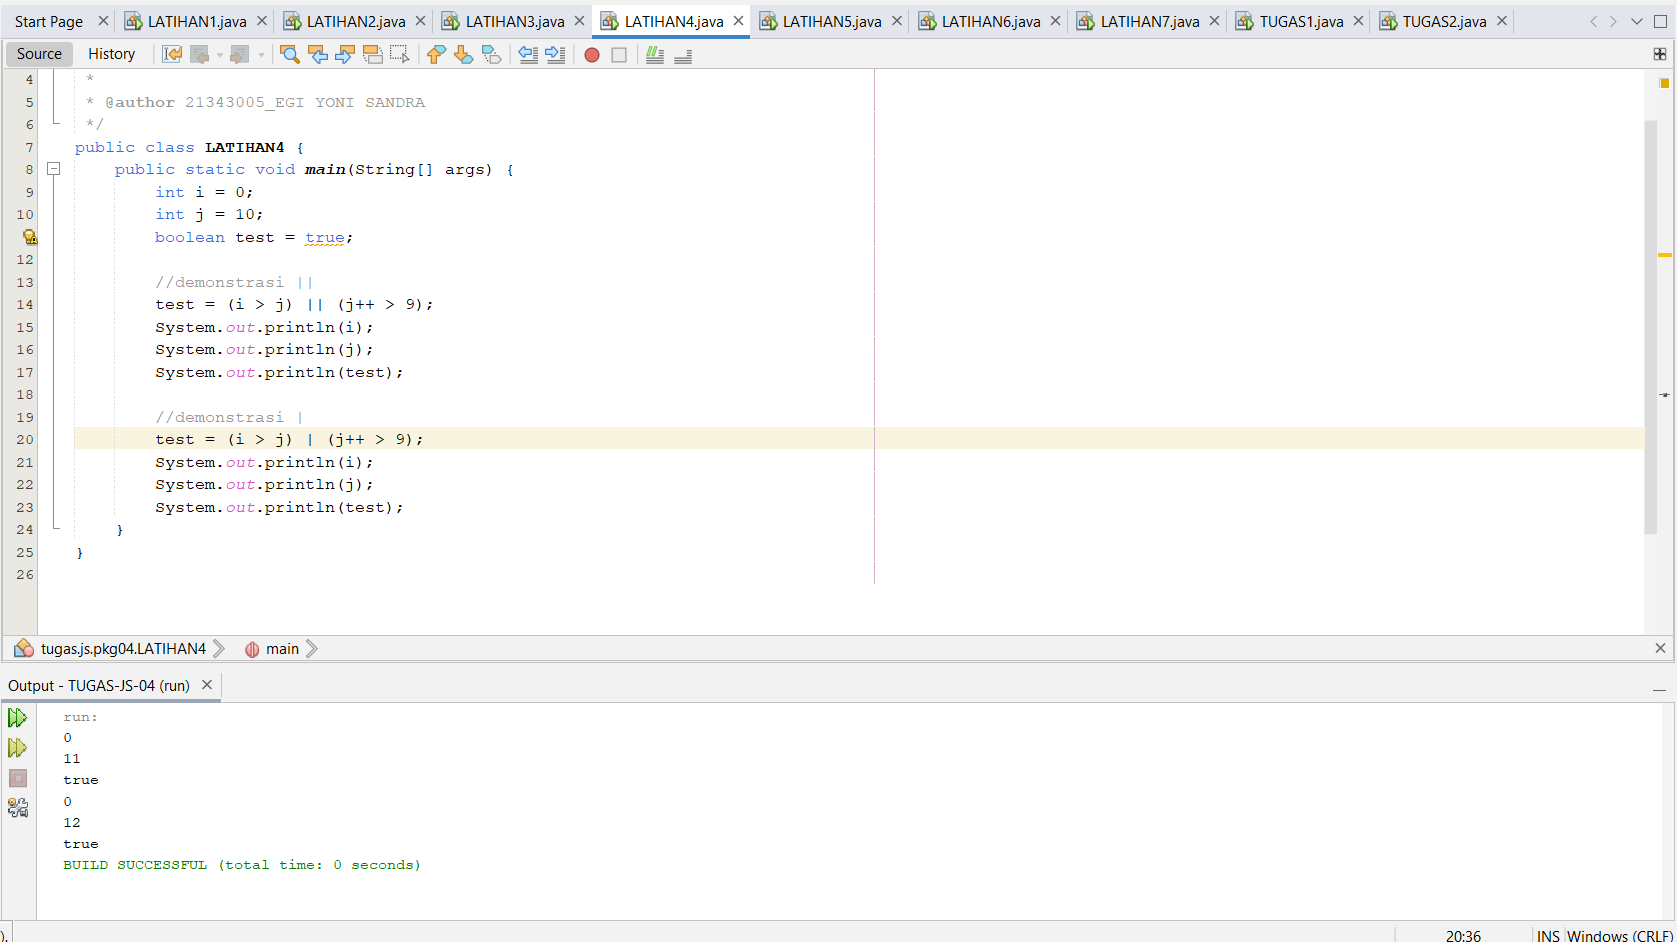 Start Page LATIHAN1.java LATIHAN2.java LATIHAN3.java LATIHAN4.java LATIHAN5.java LATIHAN6.java LATIHAN7.java TUGAS1.java TUGAS2.java
Source History
4 *
5 * @author 21343005_EGI YONI SANDRA
6 */
7 public class LATIHAN4 {
8 public static void main(String[] args) {
9 int i = 0;
10 int j = 10;
boolean test = true;
12
13 //demonstrasi ||
14 test = (i > j) || (j++ > 9);
15 System.out.println(i);
16 System.out.println(j);
17 System.out.println(test);
18
19 //demonstrasi |
20 test = (i > j) | (j++ > 9);
21 System.out.println(i);
22 System.out.println(j);
23 System.out.println(test);
24 }
25 }
26
tugas.js.pkg04.LATIHAN4 main
Output - TUGAS-JS-04 (run)
run:
0
11
true
0
12
true
BUILD SUCCESSFUL (total time: 0 seconds)
). 20:36 INS Windows (CRLF)